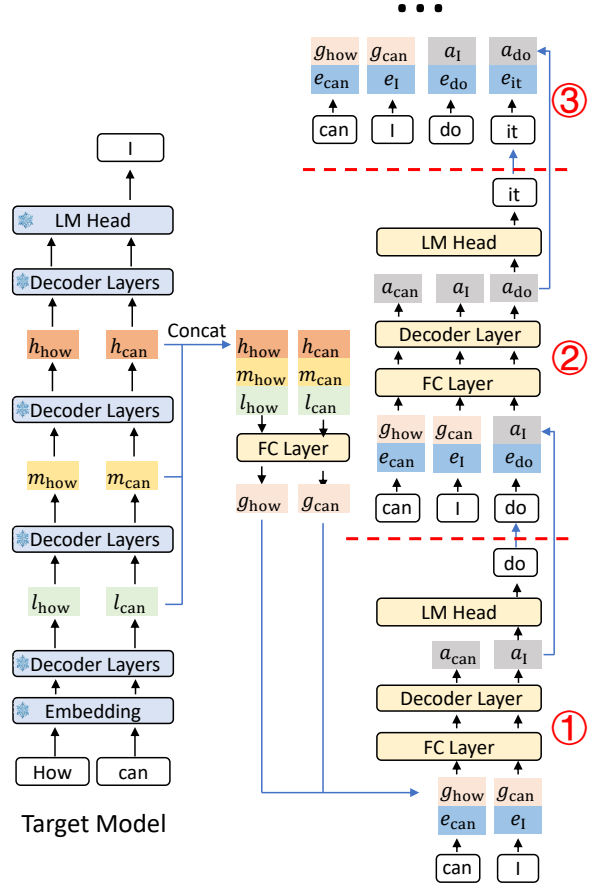 I
LM Head
Decoder Layers
h_how h_can
Decoder Layers
m_how m_can
Decoder Layers
l_how l_can
Decoder Layers
Embedding
How can
Target Model
Concat
h_how h_can
m_how m_can
l_how l_can
FC Layer
g_how g_can
...
g_how g_can a_I a_do
e_can e_I e_do e_it
can I do it
③
it
LM Head
a_can a_I a_do
Decoder Layer
②
FC Layer
g_how g_can a_I
e_can e_I e_do
can I do
do
LM Head
a_can a_I
Decoder Layer
①
FC Layer
g_how g_can
e_can e_I
can I